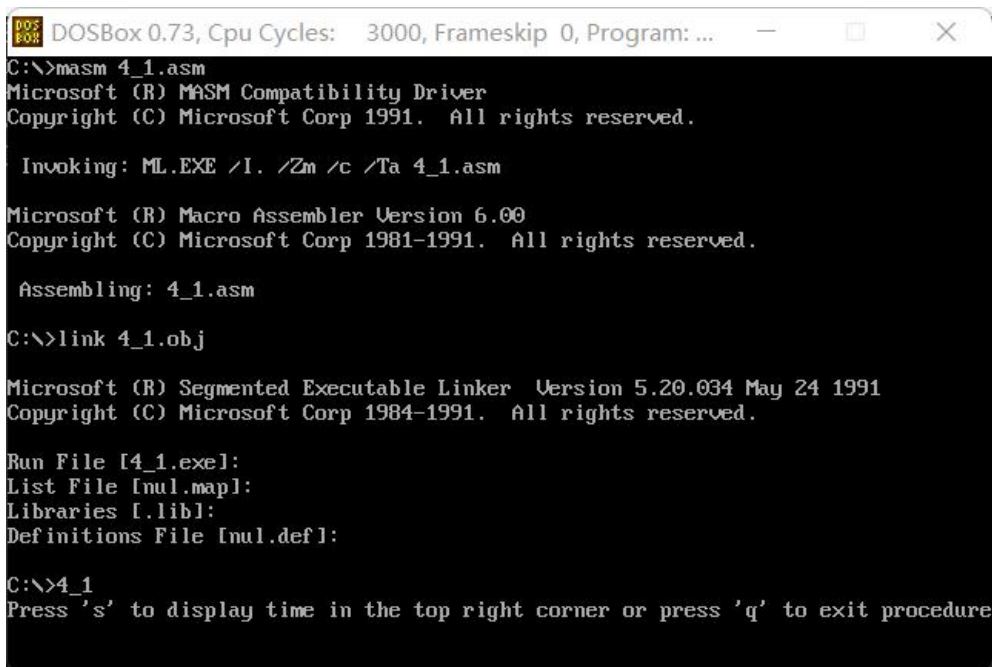 DOSBox 0.73, Cpu Cycles: 3000, Frameskip 0, Program: ...
C:\>masm 4_1.asm
Microsoft (R) MASM Compatibility Driver
Copyright (C) Microsoft Corp 1991. All rights reserved.
Invoking: ML.EXE /I. /Zm /c /Ta 4_1.asm
Microsoft (R) Macro Assembler Version 6.00
Copyright (C) Microsoft Corp 1981-1991. All rights reserved.
Assembling: 4_1.asm
C:\>link 4_1.obj
Microsoft (R) Segmented Executable Linker Version 5.20.034 May 24 1991
Copyright (C) Microsoft Corp 1984-1991. All rights reserved.
Run File [4_1.exe]:
List File [nul.map]:
Libraries [.lib]:
Definitions File [nul.def]:
C:\>4_1
Press 's' to display time in the top right corner or press 'q' to exit procedure